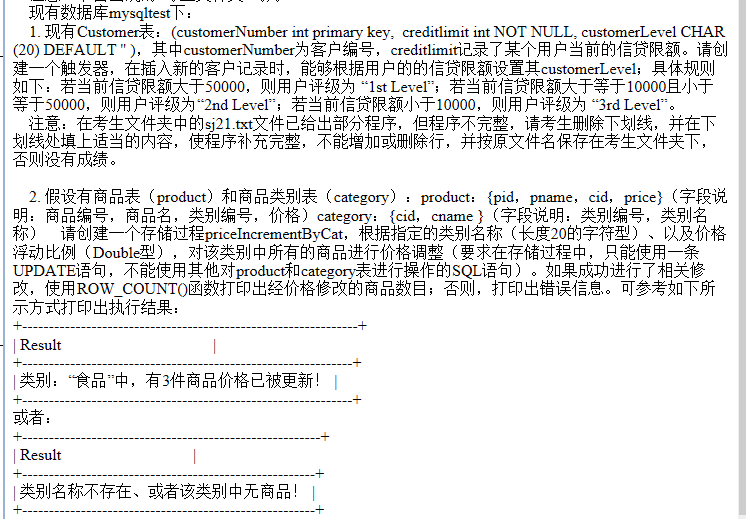 现有数据库mysqltest下：
1. 现有Customer表：(customerNumber int primary key,  creditlimit int NOT NULL, customerLevel CHAR
(20) DEFAULT '' )，其中customerNumber为客户编号，creditlimit记录了某个用户当前的信贷限额。请创
建一个触发器，在插入新的客户记录时，能够根据用户的的信贷限额设置其customerLevel；具体规则
如下：若当前信贷限额大于50000，则用户评级为 “1st Level”；若当前信贷限额大于等于10000且小于
等于50000，则用户评级为“2nd Level”；若当前信贷限额小于10000，则用户评级为 “3rd Level”。
注意：在考生文件夹中的sj21.txt文件已给出部分程序，但程序不完整，请考生删除下划线，并在下
划线处填上适当的内容，使程序补充完整，不能增加或删除行，并按原文件名保存在考生文件夹下，
否则没有成绩。
2. 假设有商品表（product）和商品类别表（category）：product：{pid，pname，cid，price}（字段说
明：商品编号，商品名，类别编号，价格）category：{cid，cname }（字段说明：类别编号，类别名
称）    请创建一个存储过程priceIncrementByCat，根据指定的类别名称（长度20的字符型）、以及价格
浮动比例（Double型），对该类别中所有的商品进行价格调整（要求在存储过程中，只能使用一条
UPDATE语句，不能使用其他对product和category表进行操作的SQL语句）。如果成功进行了相关修
改，使用ROW_COUNT()函数打印出经价格修改的商品数目；否则，打印出错误信息。可参考如下所
示方式打印出执行结果：
+----------------------------------------------------------------+
| Result |
+---------------------------------------------------------------+
| 类别：“食品”中，有3件商品价格已被更新！ |
+---------------------------------------------------------------+
或者：
+---------------------------------------------------------+
| Result |
+--------------------------------------------------------+
| 类别名称不存在、或者该类别中无商品！ |
+--------------------------------------------------------+